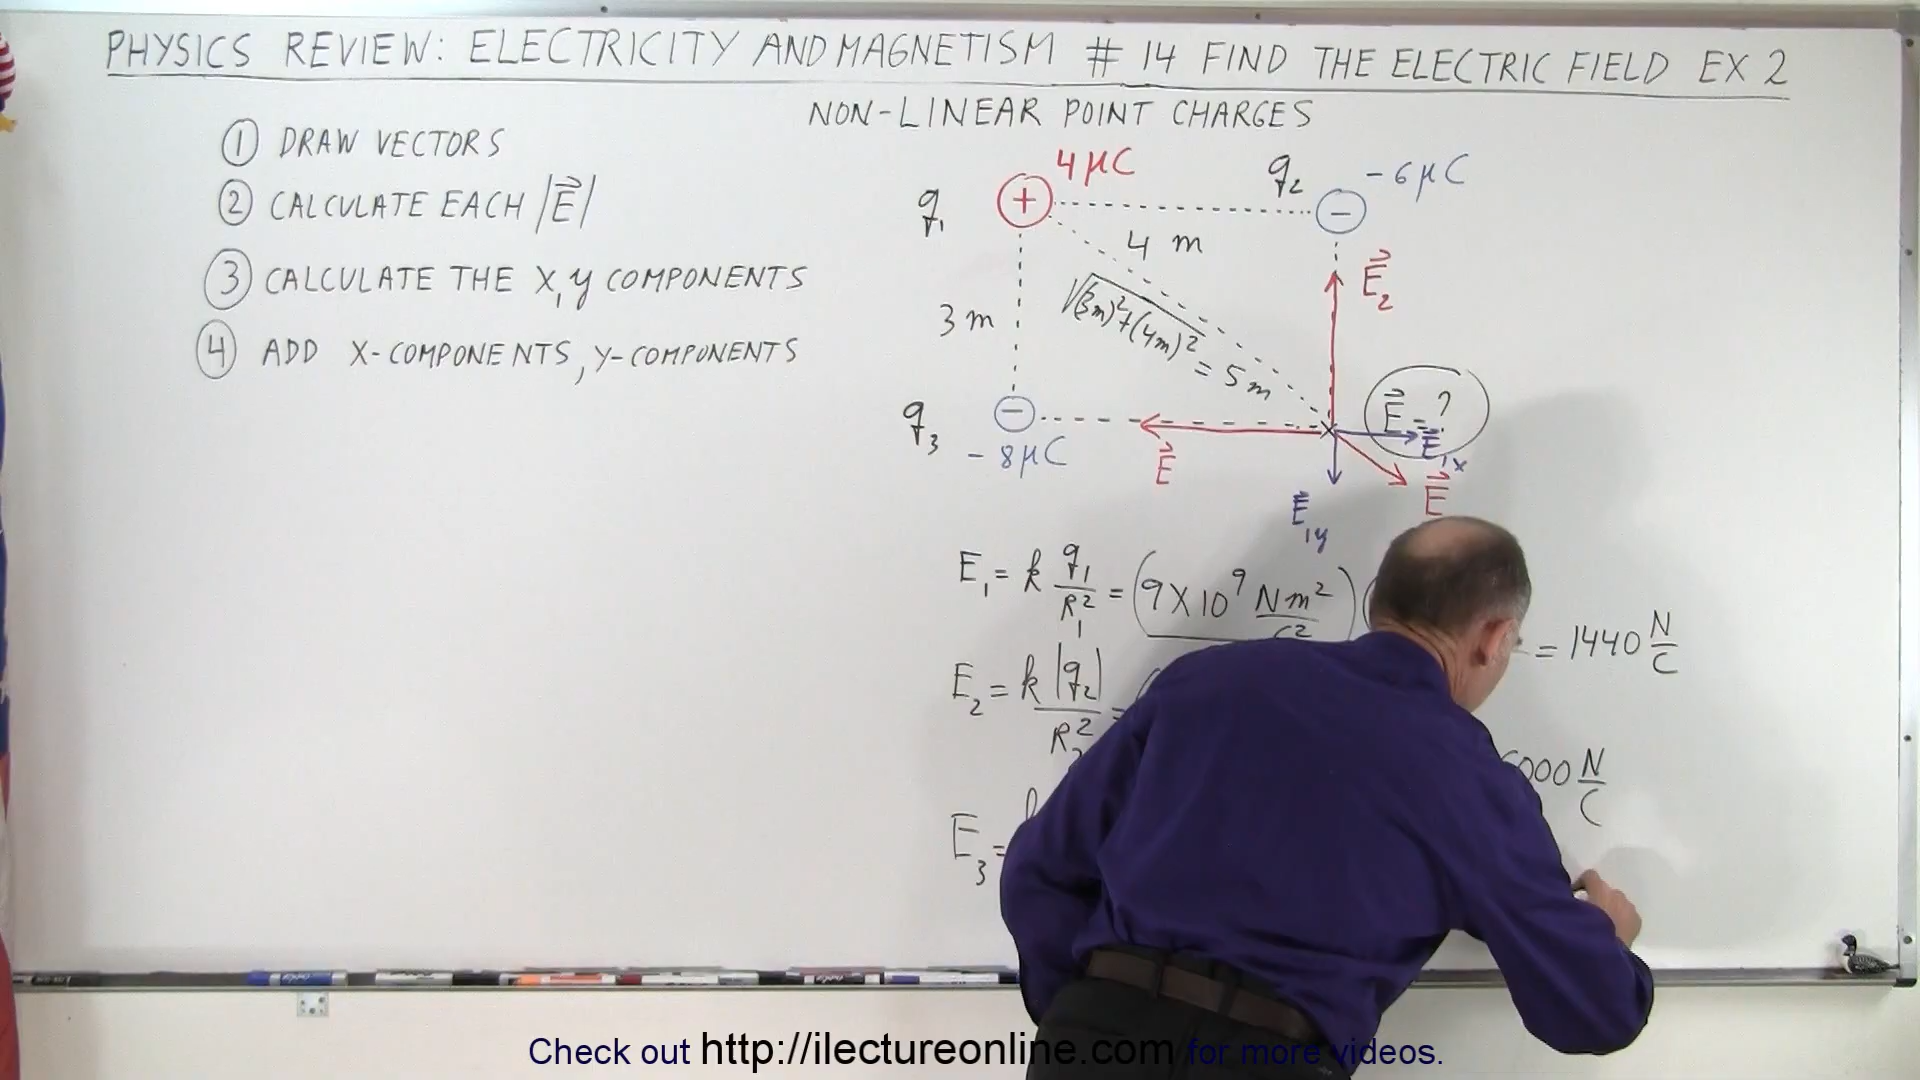 PHYSICS REVIEW: ELECTRICITY AND MAGNETISM # 14 FIND THE ELECTRIC FIELD EX 2
NON-LINEAR POINT CHARGES
① DRAW VECTORS
② CALCULATE EACH |E⃗|
③ CALCULATE THE X, Y COMPONENTS
④ ADD X-COMPONENTS, Y-COMPONENTS
q₁ + 4 μC
q₂ − -6 μC
4 m
E⃗₂
3 m
√(3m)²+(4m)² = 5 m
q₃ −
-8 μC
E⃗
E⃗ = ?
E⃗₁ₓ
E⃗
E⃗₁y
E₁ = k q₁/R₁² = (9 X 10⁹ Nm²/C²) = 1440 N/C
E₂ = k |q₂|/R₂² = 000 N/C
E₃ =
Check out http://ilectureonline.com for more videos.